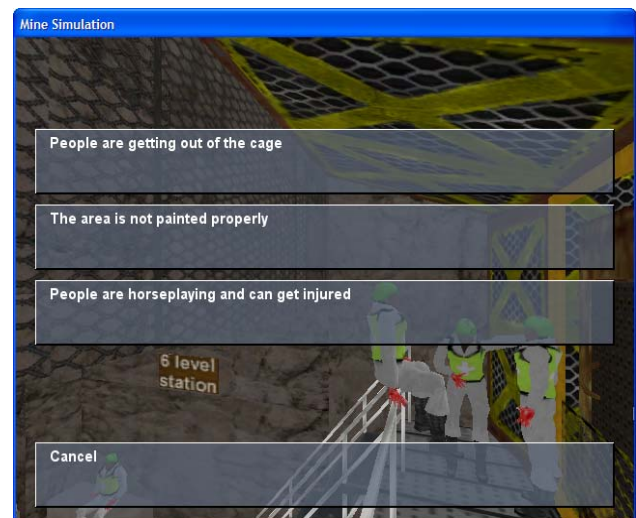 Mine Simulation
People are getting out of the cage
The area is not painted properly
People are horseplaying and can get injured
6 level
station
Cancel